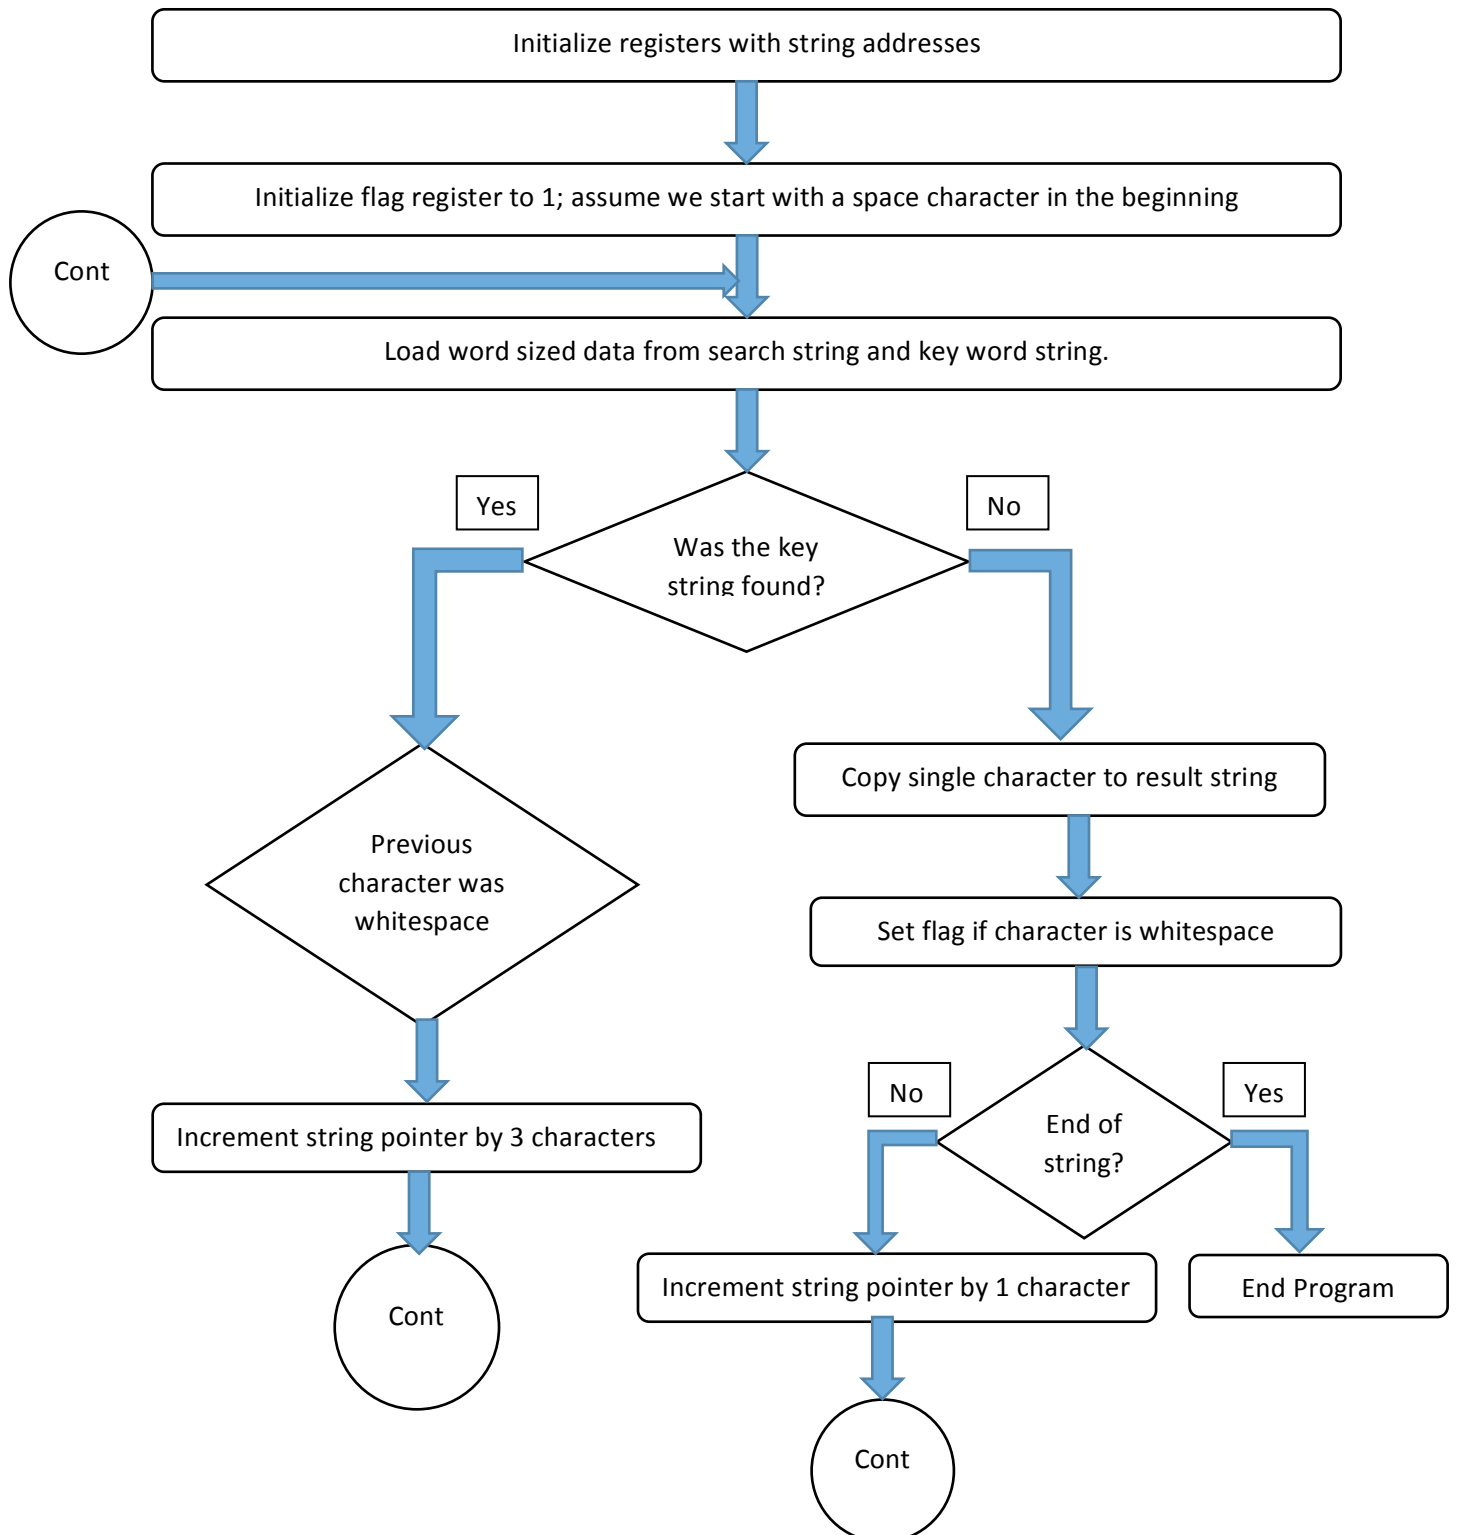 Initialize registers with string addresses
Initialize flag register to 1; assume we start with a space character in the beginning
Cont
Load word sized data from search string and key word string.
Yes
No
Was the key
string found?
Previous
character was
whitespace
Copy single character to result string
Set flag if character is whitespace
No
Yes
End of
string?
Increment string pointer by 3 characters
Increment string pointer by 1 character
End Program
Cont
Cont